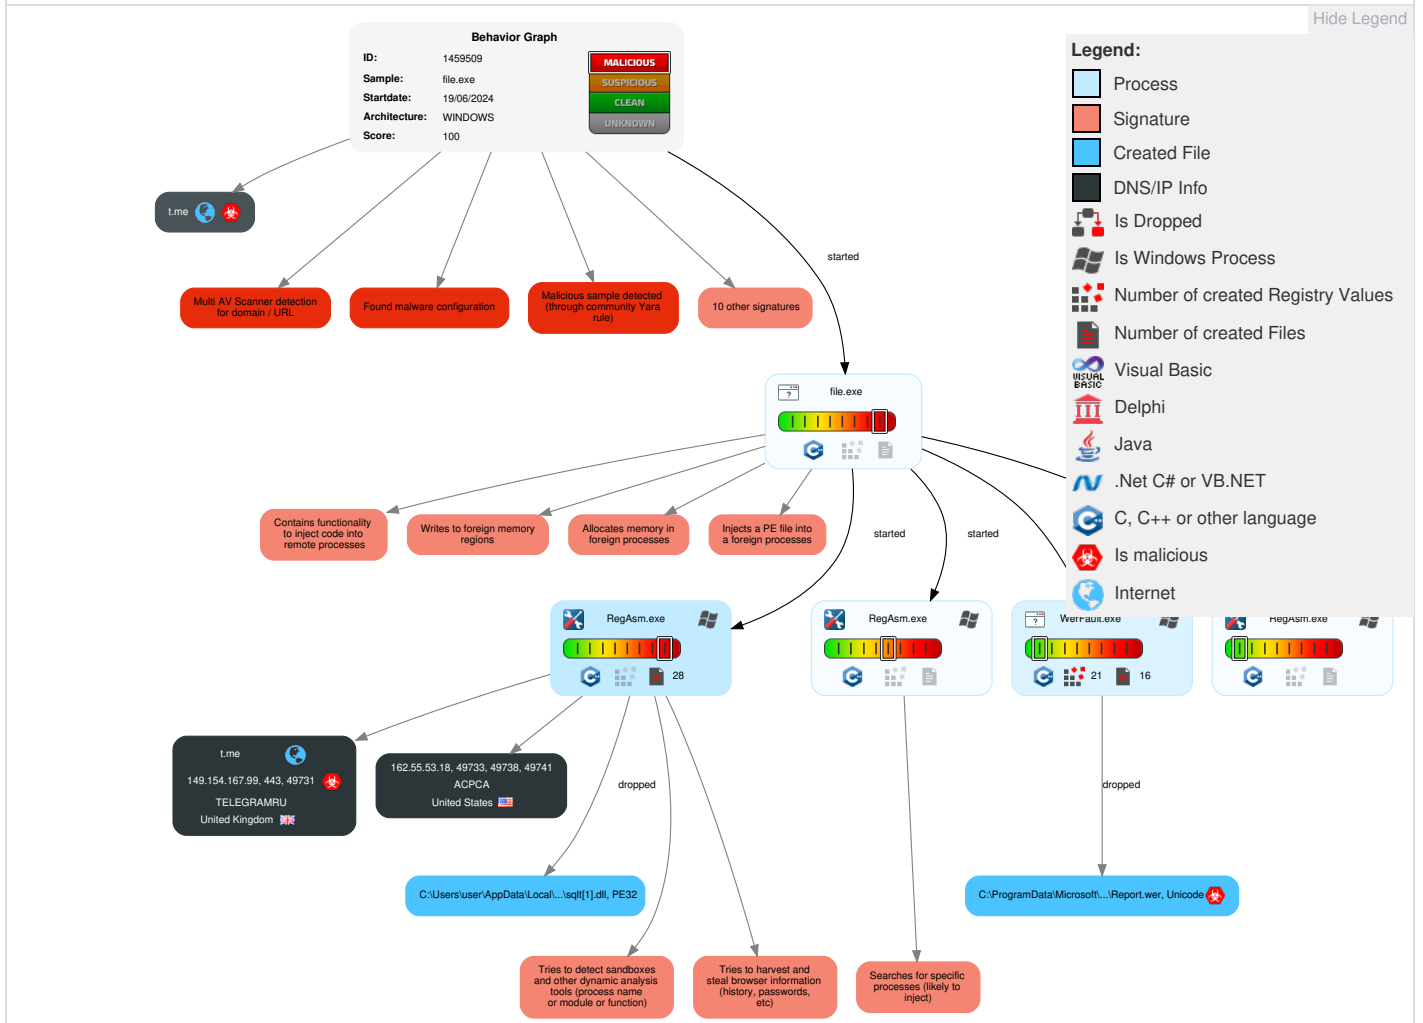 Hide Legend
Behavior Graph
ID: 1459509
Sample: file.exe
Startdate: 19/06/2024
Architecture: WINDOWS
Score: 100
MALICIOUS
SUSPICIOUS
CLEAN
UNKNOWN
Legend:
Process
Signature
Created File
DNS/IP Info
Is Dropped
Is Windows Process
Number of created Registry Values
Number of created Files
VISUAL
BASIC
Visual Basic
Delphi
Java
.Net C# or VB.NET
C, C++ or other language
Is malicious
Internet
t.me
started
Multi AV Scanner detection
for domain / URL
Found malware configuration
Malicious sample detected
(through community Yara
rule)
10 other signatures
file.exe
Contains functionality
to inject code into
remote processes
Writes to foreign memory
regions
Allocates memory in
foreign processes
Injects a PE file into
a foreign processes
started
started
RegAsm.exe
28
RegAsm.exe
WerFault.exe
21
16
RegAsm.exe
t.me
149.154.167.99, 443, 49731
TELEGRAMRU
United Kingdom
162.55.53.18, 49733, 49738, 49741
ACPCA
United States
dropped
dropped
C:\Users\user\AppData\Local\...\sqlt[1].dll, PE32
C:\ProgramData\Microsoft\...\Report.wer, Unicode
Tries to detect sandboxes
and other dynamic analysis
tools (process name
or module or function)
Tries to harvest and
steal browser information
(history, passwords,
etc)
Searches for specific
processes (likely to
inject)